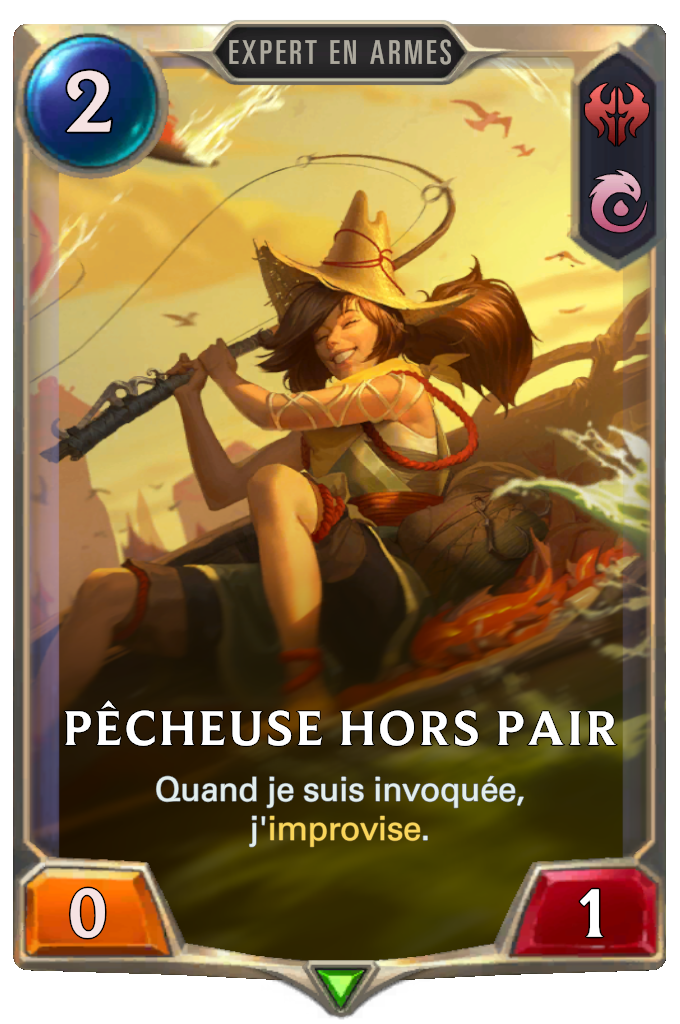 EXPERT EN ARMES
2
PÊCHEUSE HORS PAIR
Quand je suis invoquée,
j'improvise.
0
1